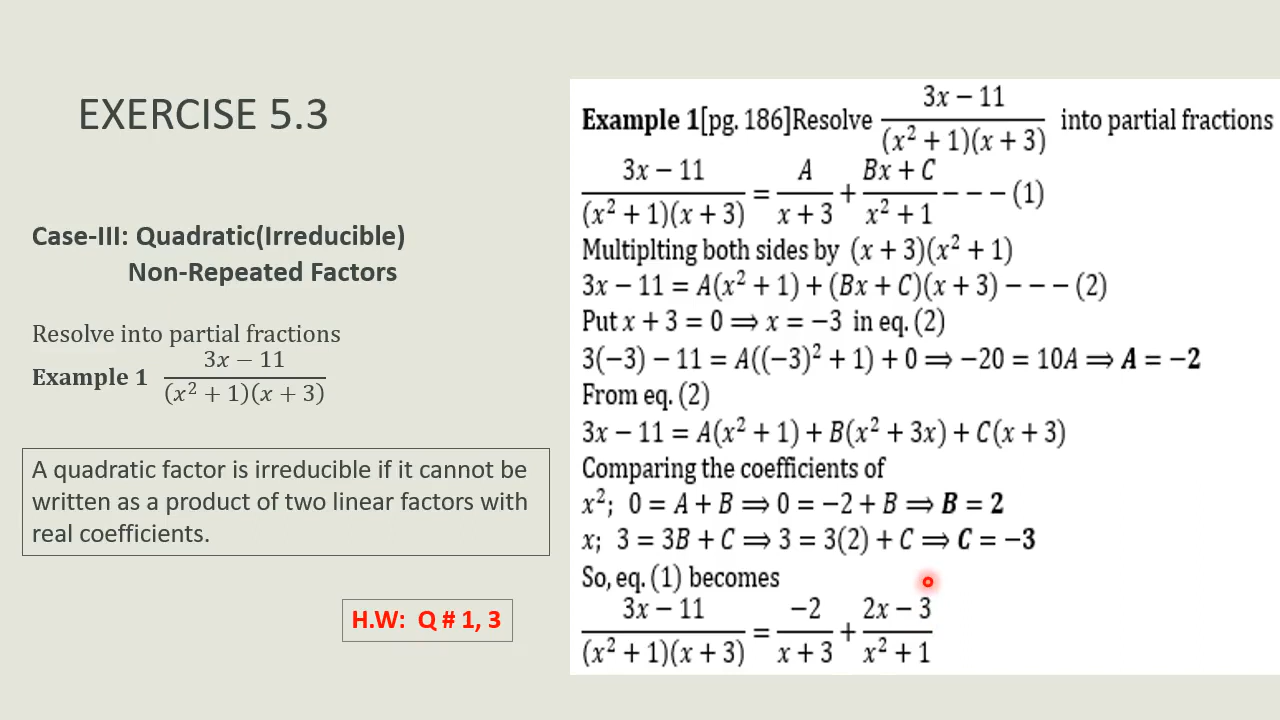 EXERCISE 5.3
Case-III: Quadratic(Irreducible)
Non-Repeated Factors
Resolve into partial fractions
Example 1 (3x − 11)/((x² + 1)(x + 3))
A quadratic factor is irreducible if it cannot be
written as a product of two linear factors with
real coefficients.
H.W: Q # 1, 3
Example 1[pg. 186]Resolve (3x − 11)/((x² + 1)(x + 3)) into partial fractions
(3x − 11)/((x² + 1)(x + 3)) = A/(x + 3) + (Bx + C)/(x² + 1) − − − (1)
Multiplting both sides by (x + 3)(x² + 1)
3x − 11 = A(x² + 1) + (Bx + C)(x + 3) − − − (2)
Put x + 3 = 0 ⟹ x = −3 in eq. (2)
3(−3) − 11 = A((−3)² + 1) + 0 ⟹ −20 = 10A ⟹ A = −2
From eq. (2)
3x − 11 = A(x² + 1) + B(x² + 3x) + C(x + 3)
Comparing the coefficients of
x²; 0 = A + B ⟹ 0 = −2 + B ⟹ B = 2
x; 3 = 3B + C ⟹ 3 = 3(2) + C ⟹ C = −3
So, eq. (1) becomes
(3x − 11)/((x² + 1)(x + 3)) = −2/(x + 3) + (2x − 3)/(x² + 1)